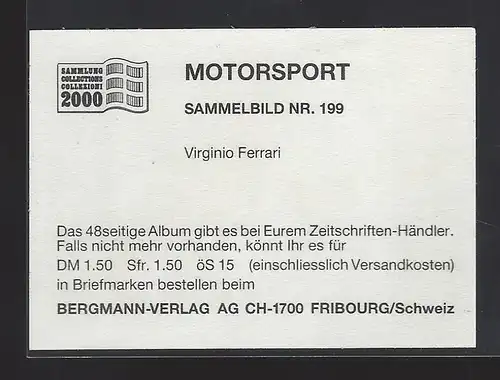 SAMMLUNG
COLLECTIONS
COLLEZIONI
2000
MOTORSPORT
SAMMELBILD NR. 199
Virginio Ferrari
Das 48seitige Album gibt es bei Eurem Zeitschriften-Händler.
Falls nicht mehr vorhanden, könnt Ihr es für
DM 1.50 Sfr. 1.50 öS 15 (einschliesslich Versandkosten)
in Briefmarken bestellen beim
BERGMANN-VERLAG AG CH-1700 FRIBOURG/Schweiz